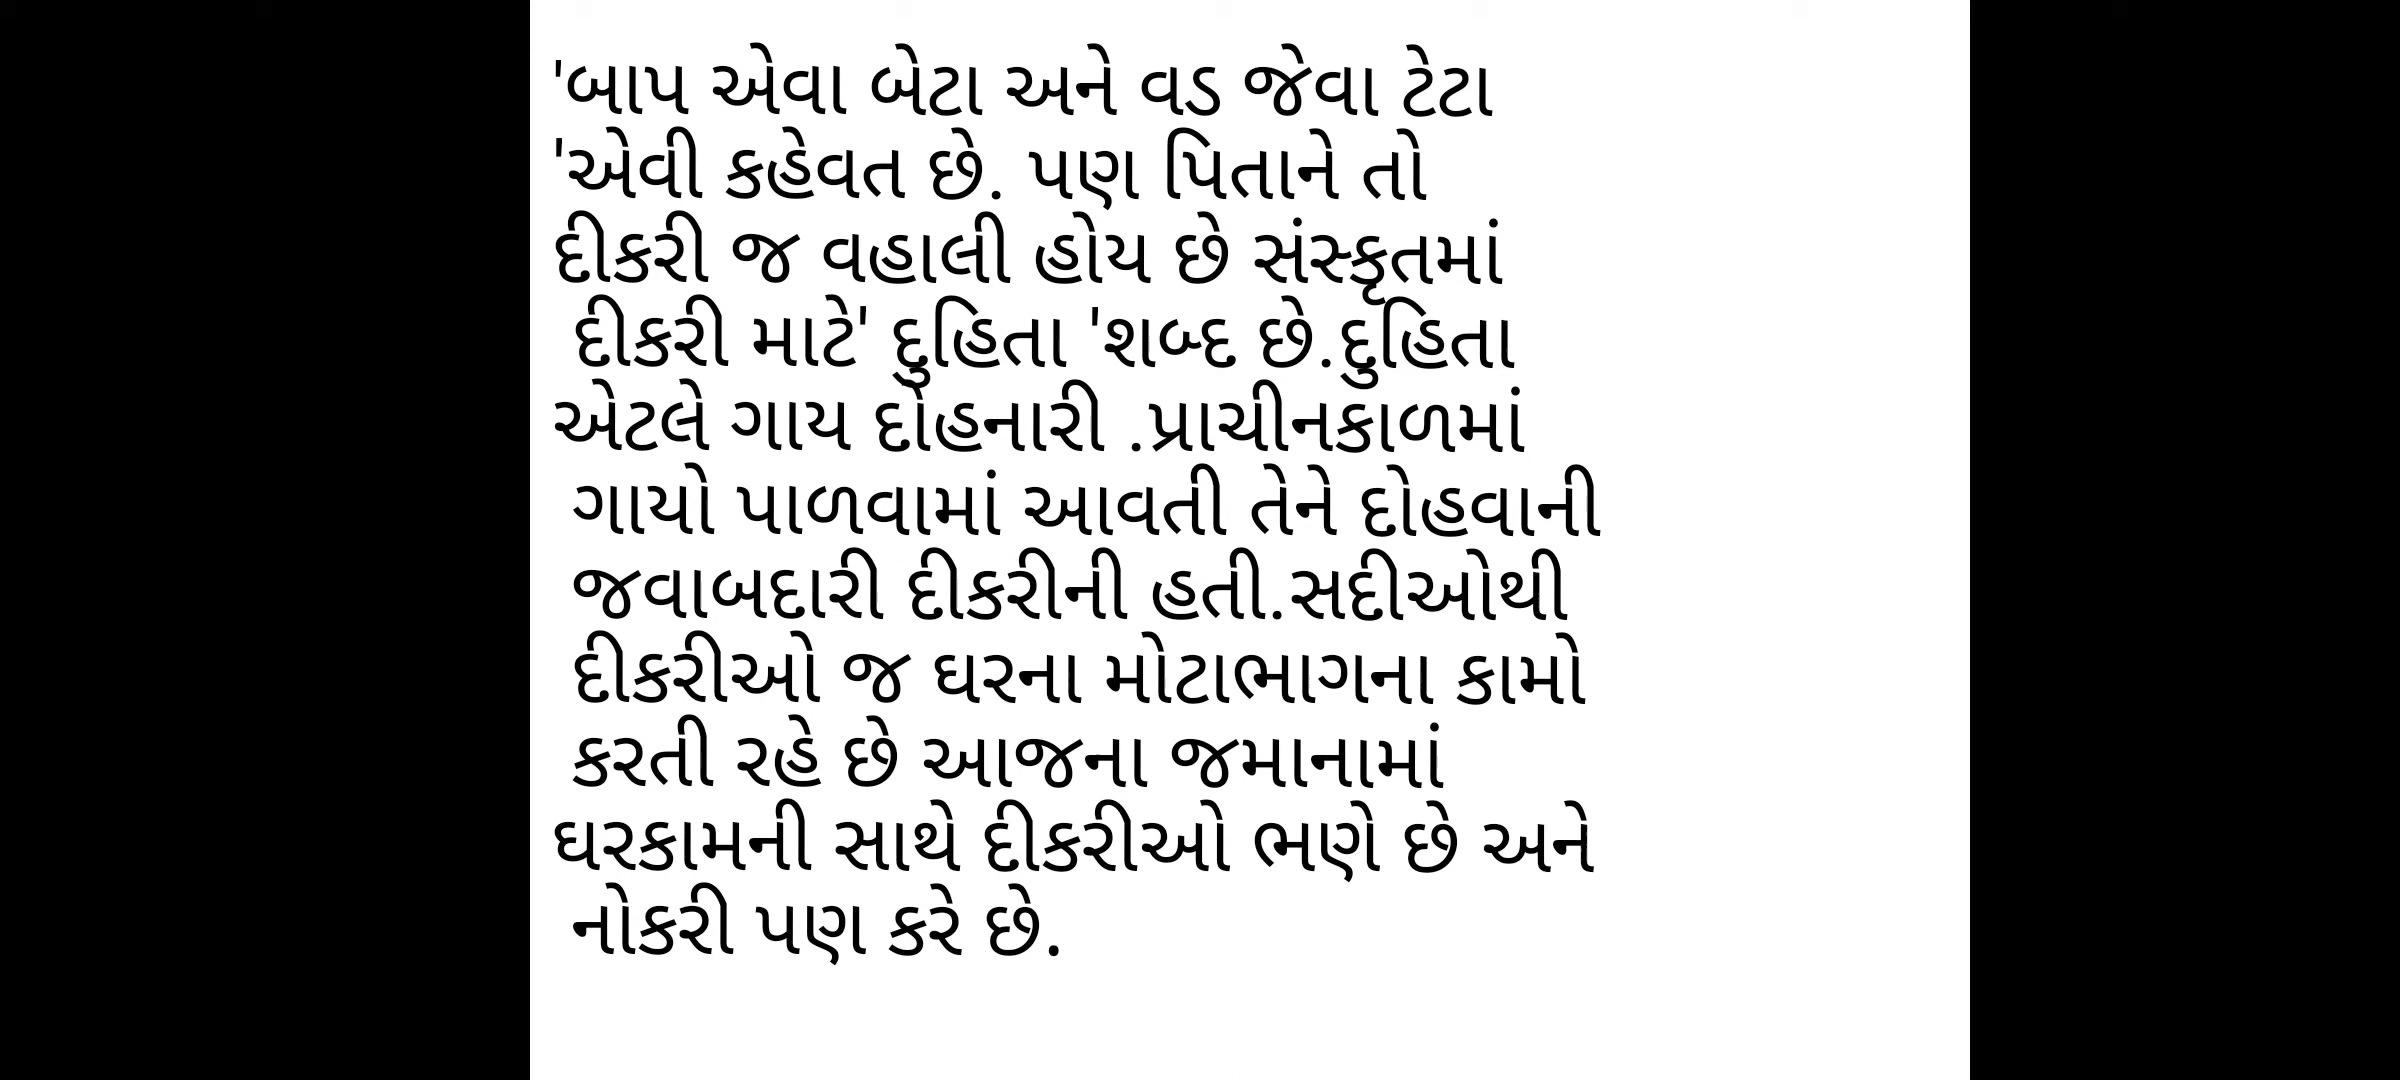 'બાપ એવા બેટા અને વડ જેવા ટેટા
'એવી કહેવત છે. પણ પિતાને તો
દીકરી જ વહાલી હોય છે સંસ્કૃતમાં
દીકરી માટે' દુહિતા 'શબ્દ છે.દુહિતા
એટલે ગાય દોહનારી .પ્રાચીનકાળમાં
ગાયો પાળવામાં આવતી તેને દોહવાની
જવાબદારી દીકરીની હતી.સદીઓથી
દીકરીઓ જ ઘરના મોટાભાગના કામો
કરતી રહે છે આજના જમાનામાં
ઘરકામની સાથે દીકરીઓ ભણે છે અને
નોકરી પણ કરે છે.